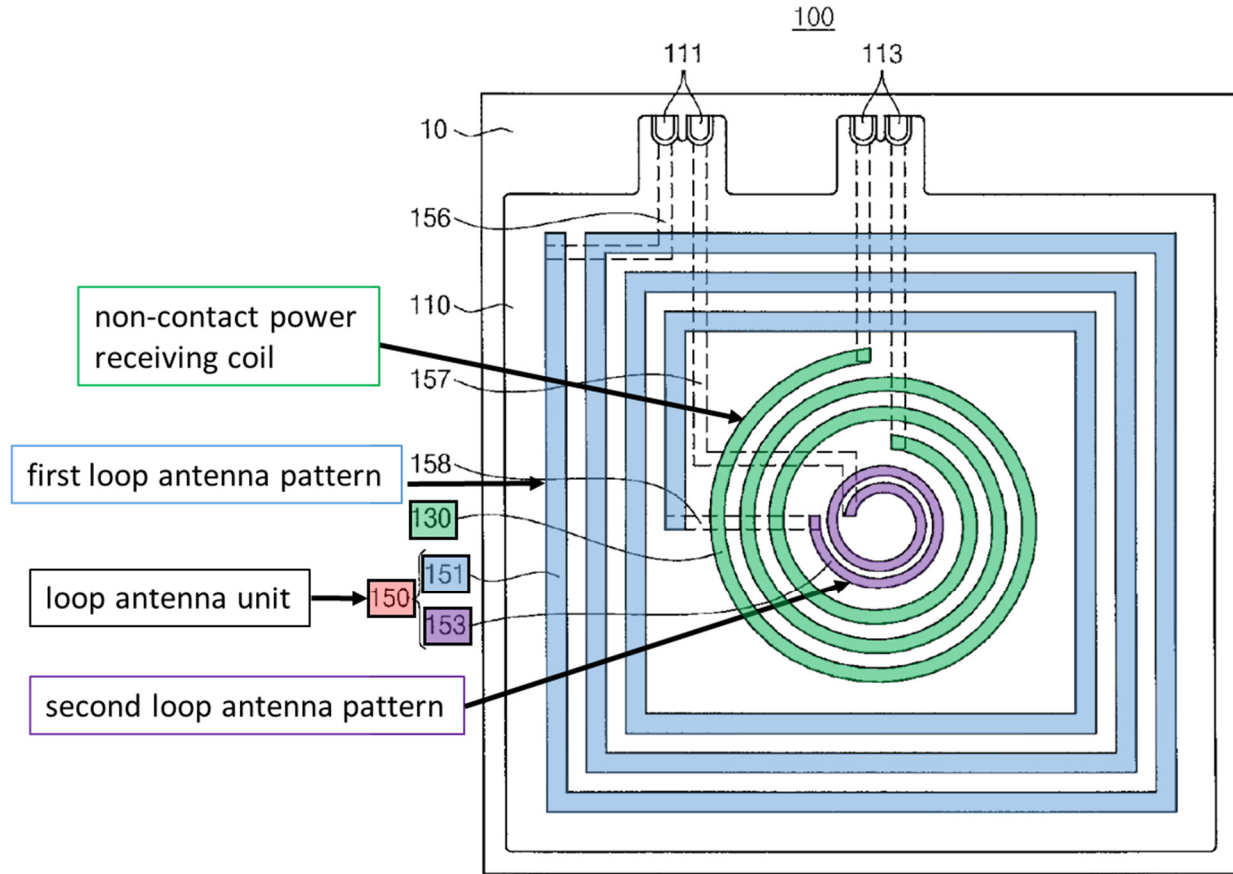 100
111
113
10
156
110
non-contact power
receiving coil
157
first loop antenna pattern
158
130
151
loop antenna unit
150
153
second loop antenna pattern